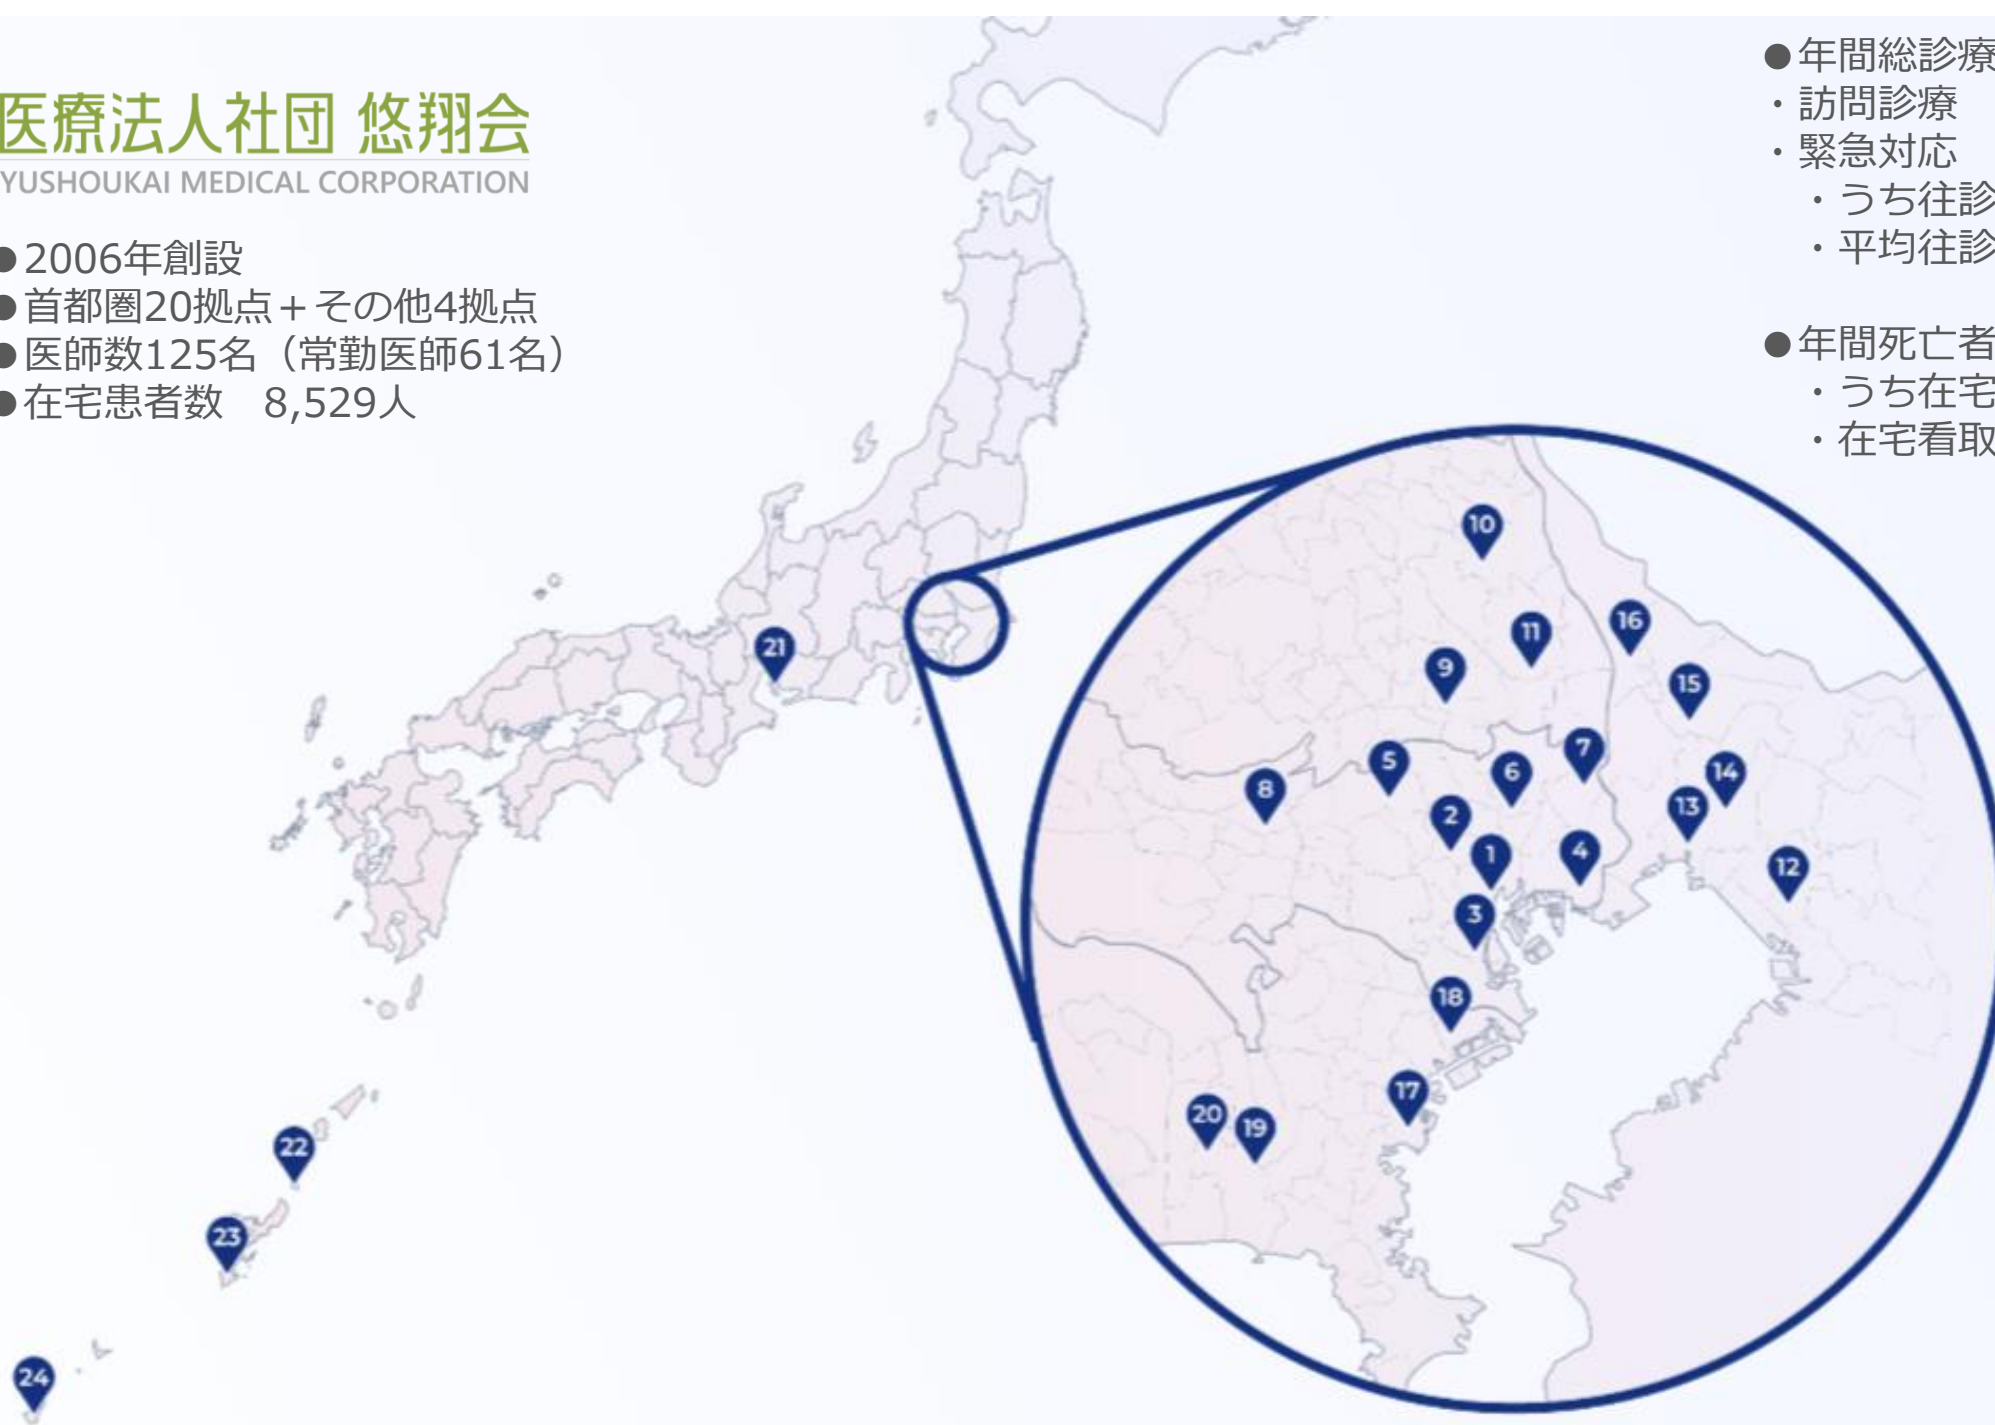 医療法人社団 悠翔会
YUSHOUKAI MEDICAL CORPORATION
●2006年創設
●首都圏20拠点＋その他4拠点
●医師数125名（常勤医師61名）
●在宅患者数　8,529人
●年間総診療
・訪問診療
・緊急対応
・うち往診
・平均往診
●年間死亡者
・うち在宅
・在宅看取
10
11
16
9
15
5
7
6
14
8
2
13
1
4
12
3
18
17
20
19
21
22
23
24